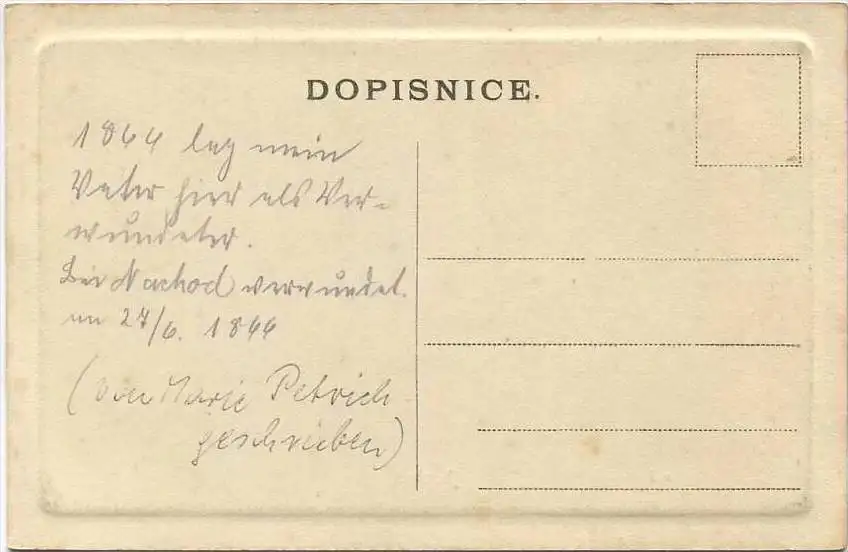 DOPISNICE.
1866 lag mein
Vater hier als Ver-
wundeter.
Bei Nachod verwundet.
am 27/6. 1866
(von Marie Petrich
geschrieben)